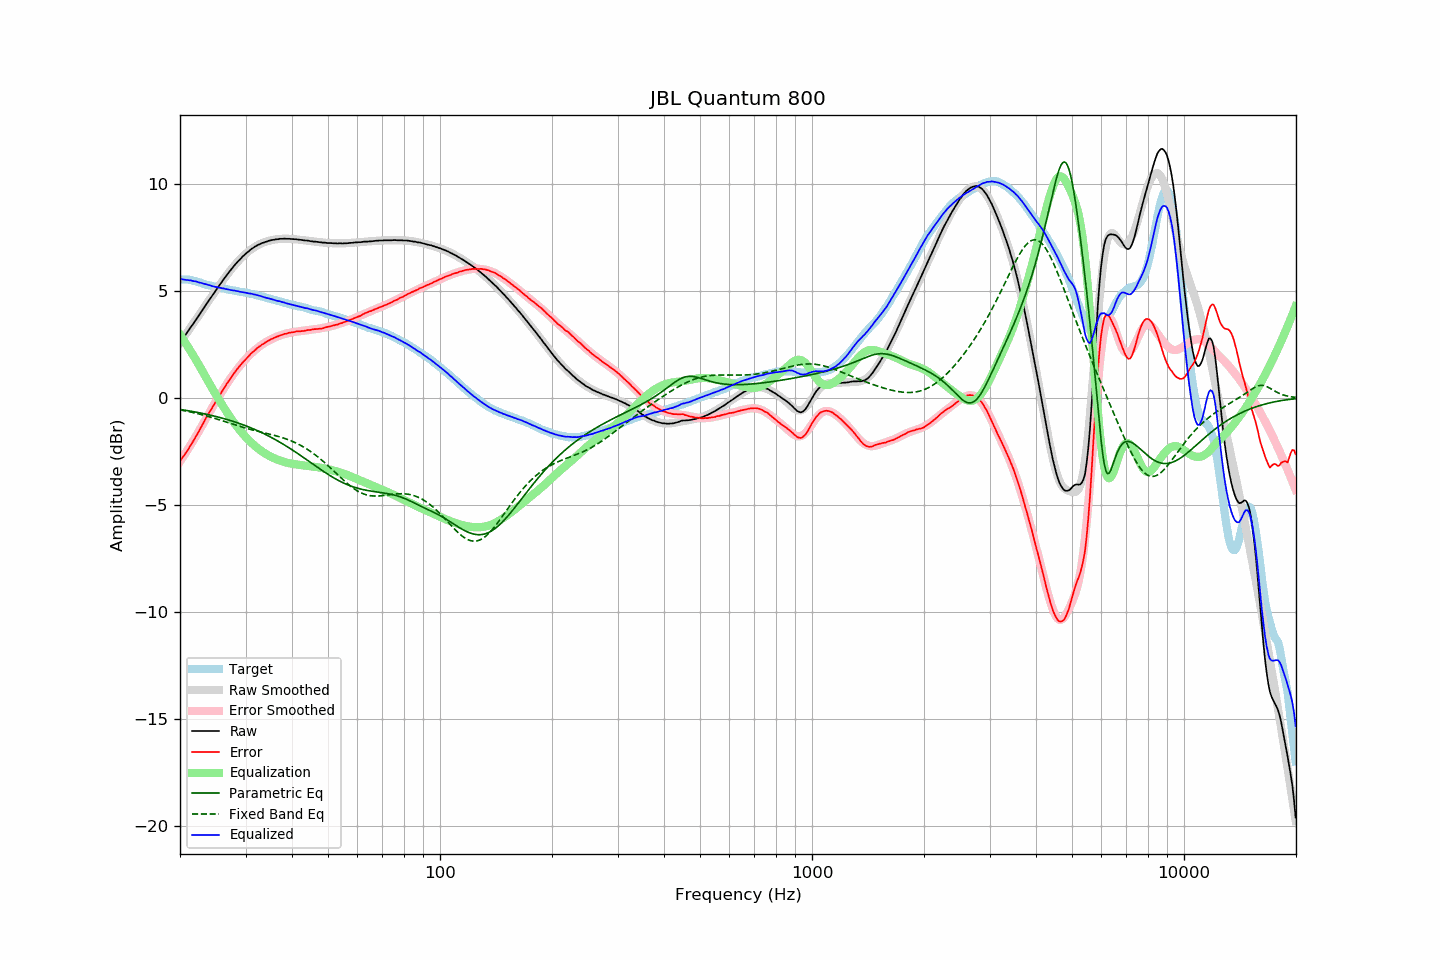 JBL Quantum 800
Amplitude (dBr)
10
5
0
−5
−10
−15
−20
Target
Raw Smoothed
Error Smoothed
Raw
Error
Equalization
Parametric Eq
Fixed Band Eq
Equalized
100
1000
10000
Frequency (Hz)